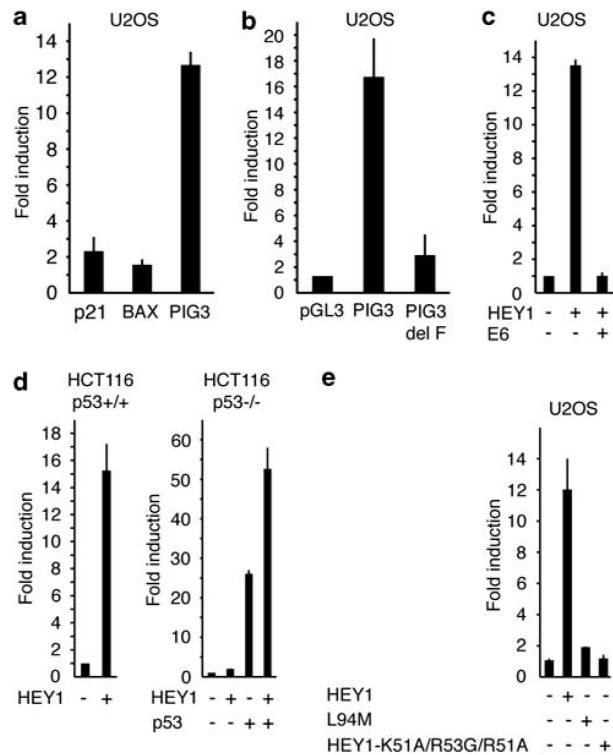 a
U2OS
Fold induction
14
12
10
8
6
4
2
0
p21 BAX PIG3
b
U2OS
Fold induction
20
18
16
14
12
10
8
6
4
2
0
pGL3 PIG3 PIG3
del F
c
U2OS
Fold induction
14
12
10
8
6
4
2
0
HEY1 - + +
E6 - - +
d
HCT116
p53+/+
Fold induction
18
16
14
12
10
8
6
4
2
0
HEY1 - +
HCT116
p53-/-
Fold induction
60
50
40
30
20
10
0
HEY1 - + - +
p53 - - + +
e
U2OS
Fold induction
14
12
10
8
6
4
2
0
HEY1 - + - -
L94M - - + -
HEY1-K51A/R53G/R51A - - - +